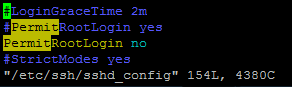 #LoginGraceTime 2m
#PermitRootLogin yes
PermitRootLogin no
#StrictModes yes
"/etc/ssh/sshd_config" 154L, 4380C